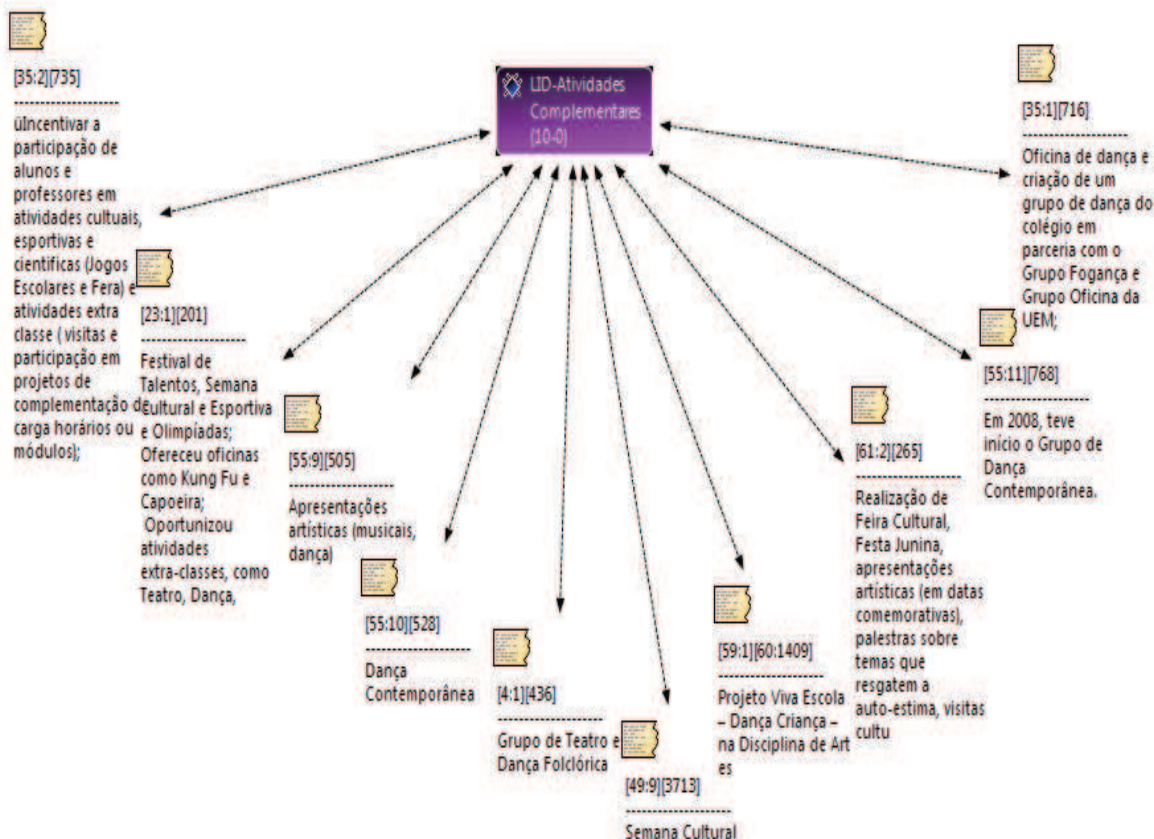 LID-Atividades
Complementares
(10-0)
[35:2][735]
üIncentivar a
participação de
alunos e
professores em
atividades cultuais,
esportivas e
científicas (Jogos
Escolares e Fera) e
atividades extra
classe ( visitas e
participação em
projetos de
complementação de
carga horários ou
módulos);
[23:1][201]
Festival de
Talentos, Semana
Cultural e Esportiva
e Olimpíadas;
Ofereceu oficinas
como Kung Fu e
Capoeira;
Oportunizou
atividades
extra-classes, como
Teatro, Dança,
[55:9][505]
Apresentações
artísticas (musicais,
dança)
[55:10][528]
Dança
Contemporânea
[4:1][436]
Grupo de Teatro e
Dança Folclórica
[49:9][3713]
Semana Cultural
[59:1][60:1409]
Projeto Viva Escola
– Dança Criança –
na Disciplina de Art
es
[61:2][265]
Realização de
Feira Cultural,
Festa Junina,
apresentações
artísticas (em datas
comemorativas),
palestras sobre
temas que
resgatem a
auto-estima, visitas
cultu
[55:11][768]
Em 2008, teve
início o Grupo de
Dança
Contemporânea.
[35:1][716]
Oficina de dança e
criação de um
grupo de dança do
colégio em
parceria com o
Grupo Fogança e
Grupo Oficina da
UEM;